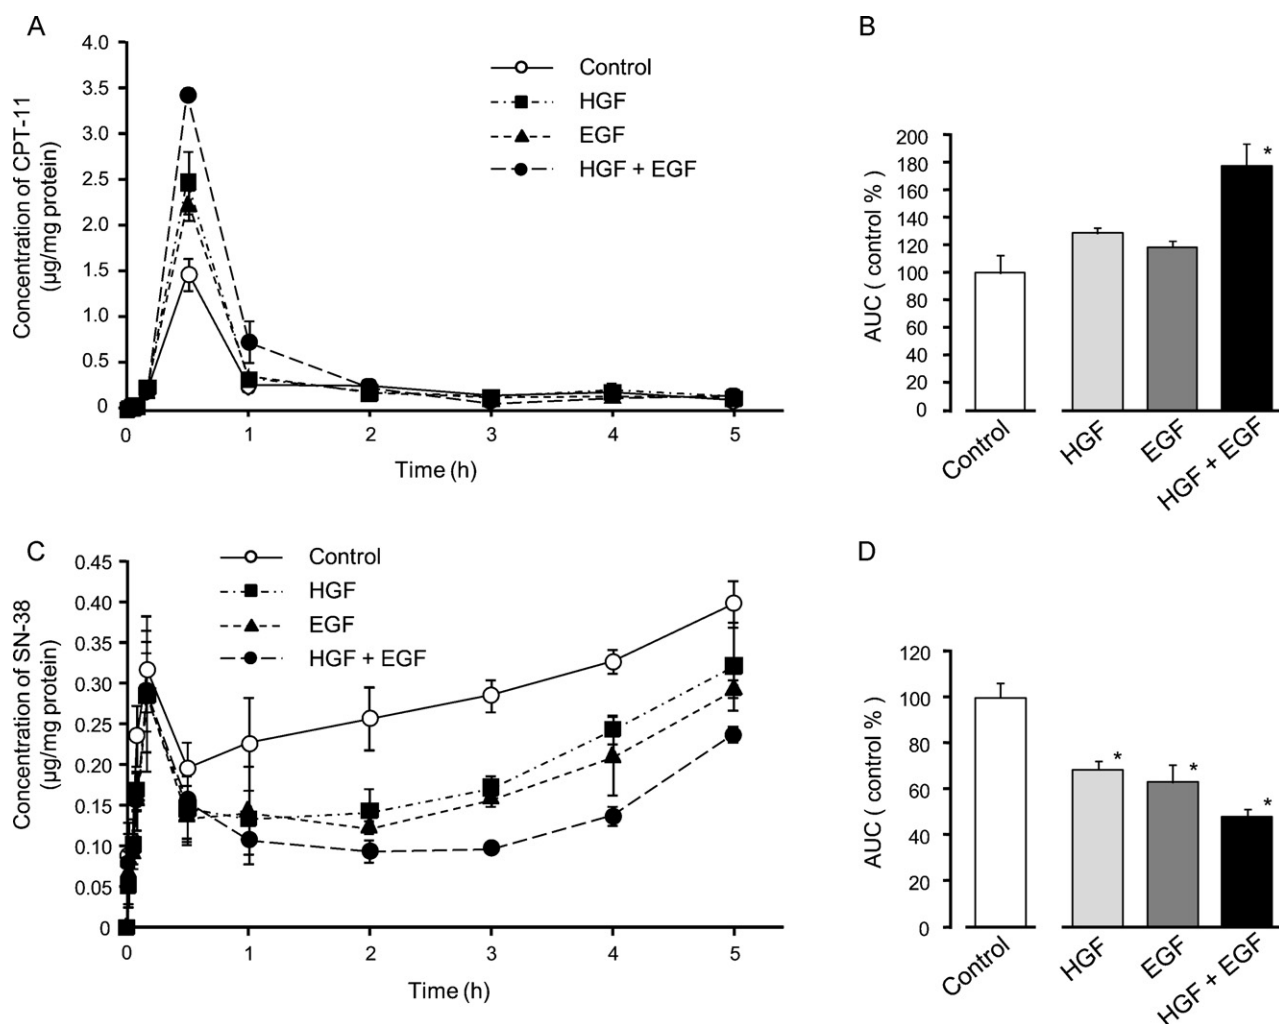 A
Concentration of CPT-11
(μg/mg protein)
4.0
3.5
3.0
2.5
2.0
1.5
1.0
0.5
0
0 1 2 3 4 5
Time (h)
Control
HGF
EGF
HGF + EGF
B
AUC ( control % )
200
180
160
140
120
100
80
60
40
20
0
*
Control
HGF
EGF
HGF + EGF
C
Concentration of SN-38
(μg/mg protein)
0.45
0.40
0.35
0.30
0.25
0.20
0.15
0.10
0.05
0
0 1 2 3 4 5
Time (h)
Control
HGF
EGF
HGF + EGF
D
AUC ( control % )
120
100
80
60
40
20
0
* * *
Control
HGF
EGF
HGF + EGF